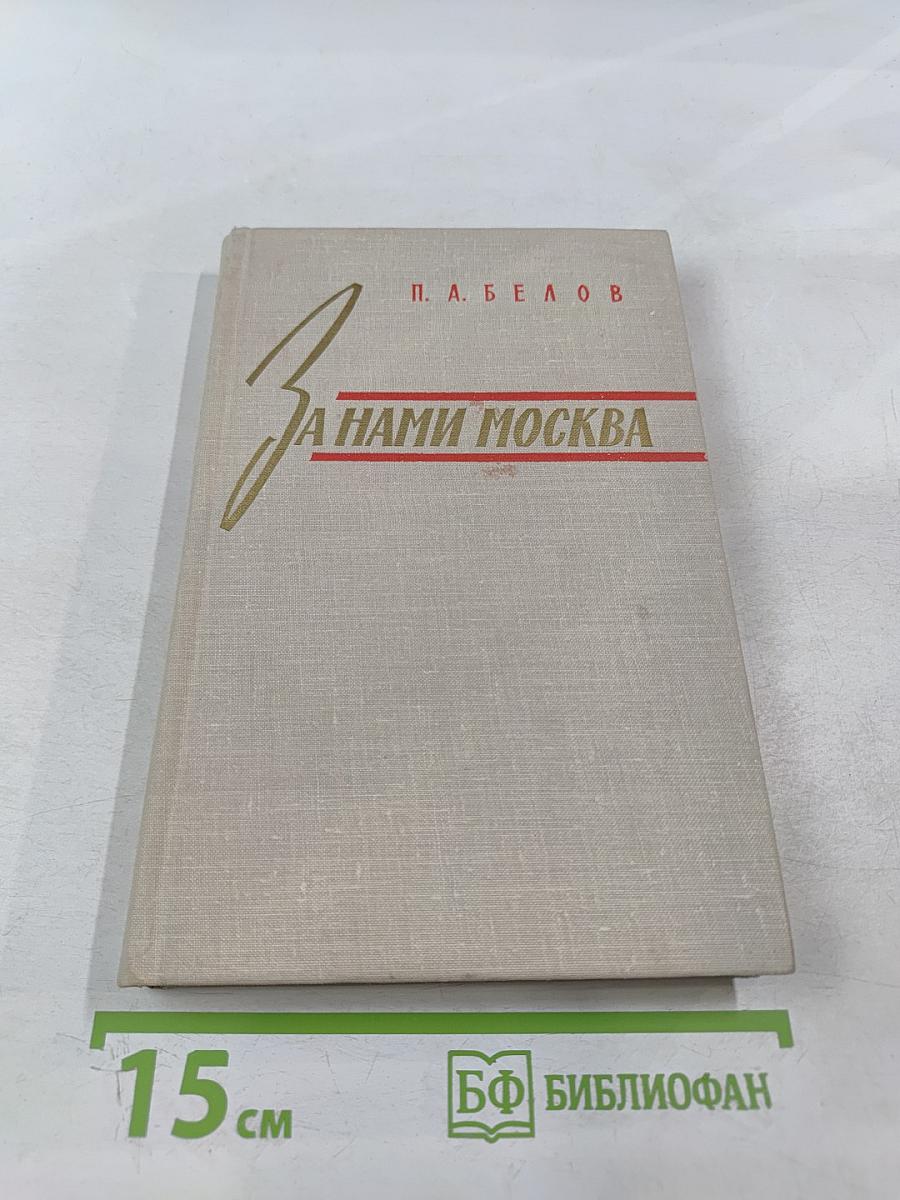 П. А. БЕЛОВ
ЗА НАМИ МОСКВА
15 см
БФ БИБЛИОФАН